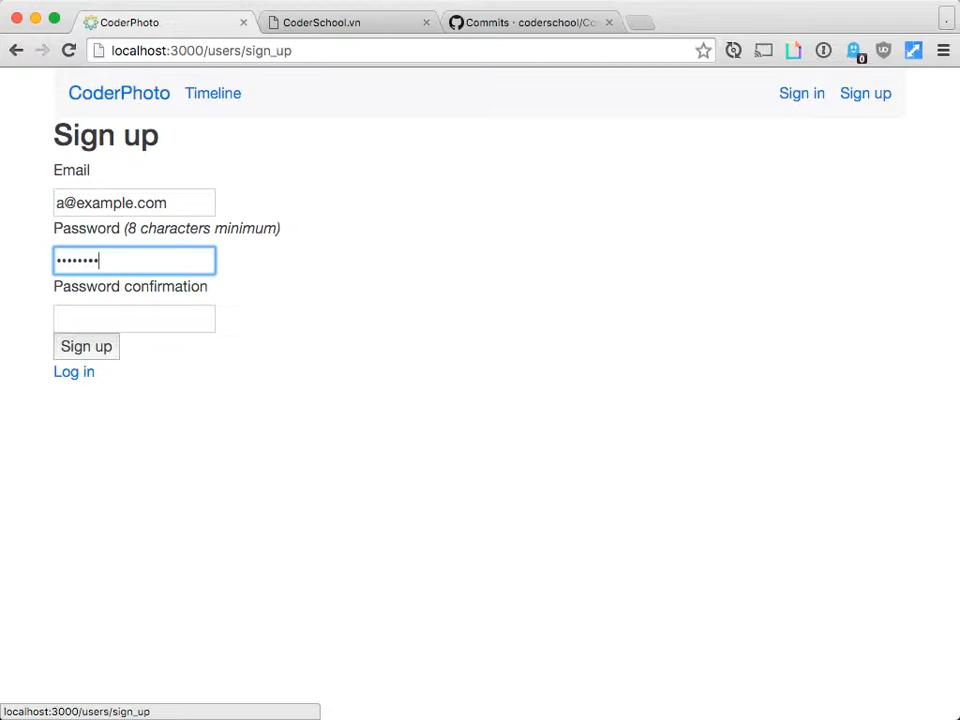 CoderPhoto
CoderSchool.vn
Commits · coderschool/Co
localhost:3000/users/sign_up
0
CoderPhoto Timeline Sign in Sign up
Sign up
Email
a@example.com
Password (8 characters minimum)
••••••••
Password confirmation
Sign up
Log in
localhost:3000/users/sign_up